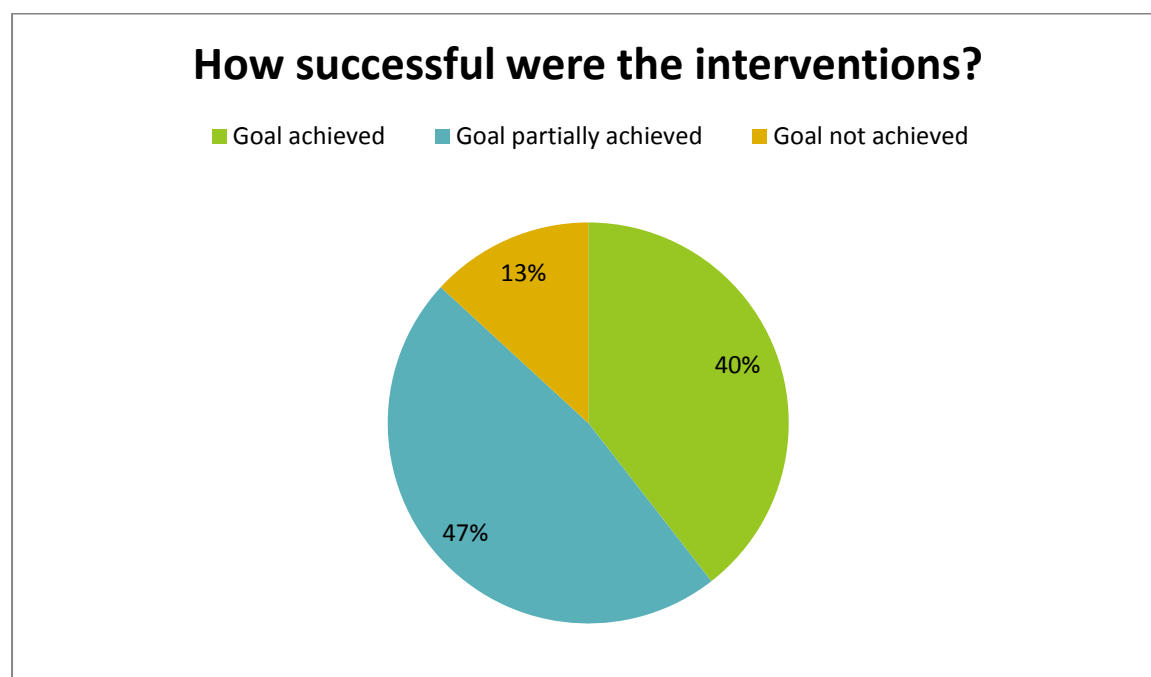 How successful were the interventions?
Goal achieved Goal partially achieved Goal not achieved
13%
40%
47%